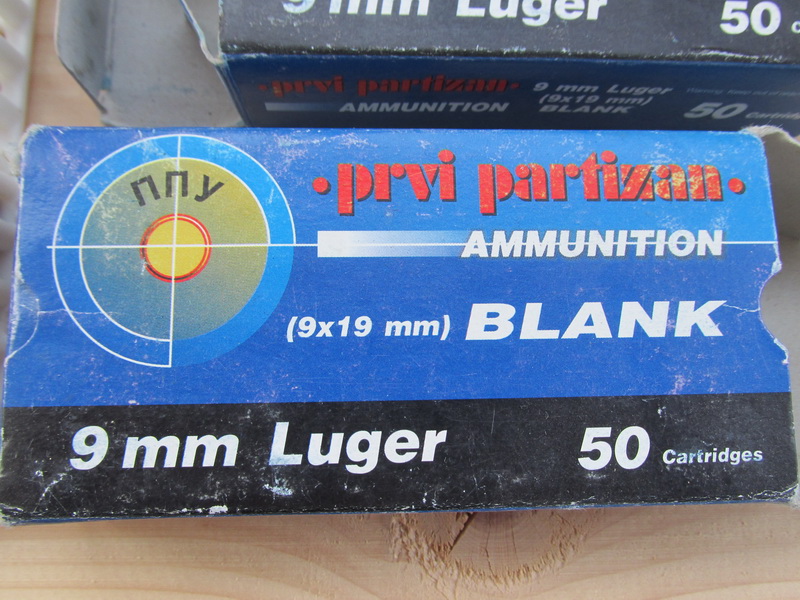 9 mm Luger
50
prvi partizan
AMMUNITION
9 mm Luger
(9x19 mm)
BLANK
50 Cartridges
ППУ
prvi partizan
AMMUNITION
(9x19 mm) BLANK
9 mm Luger
50 Cartridges